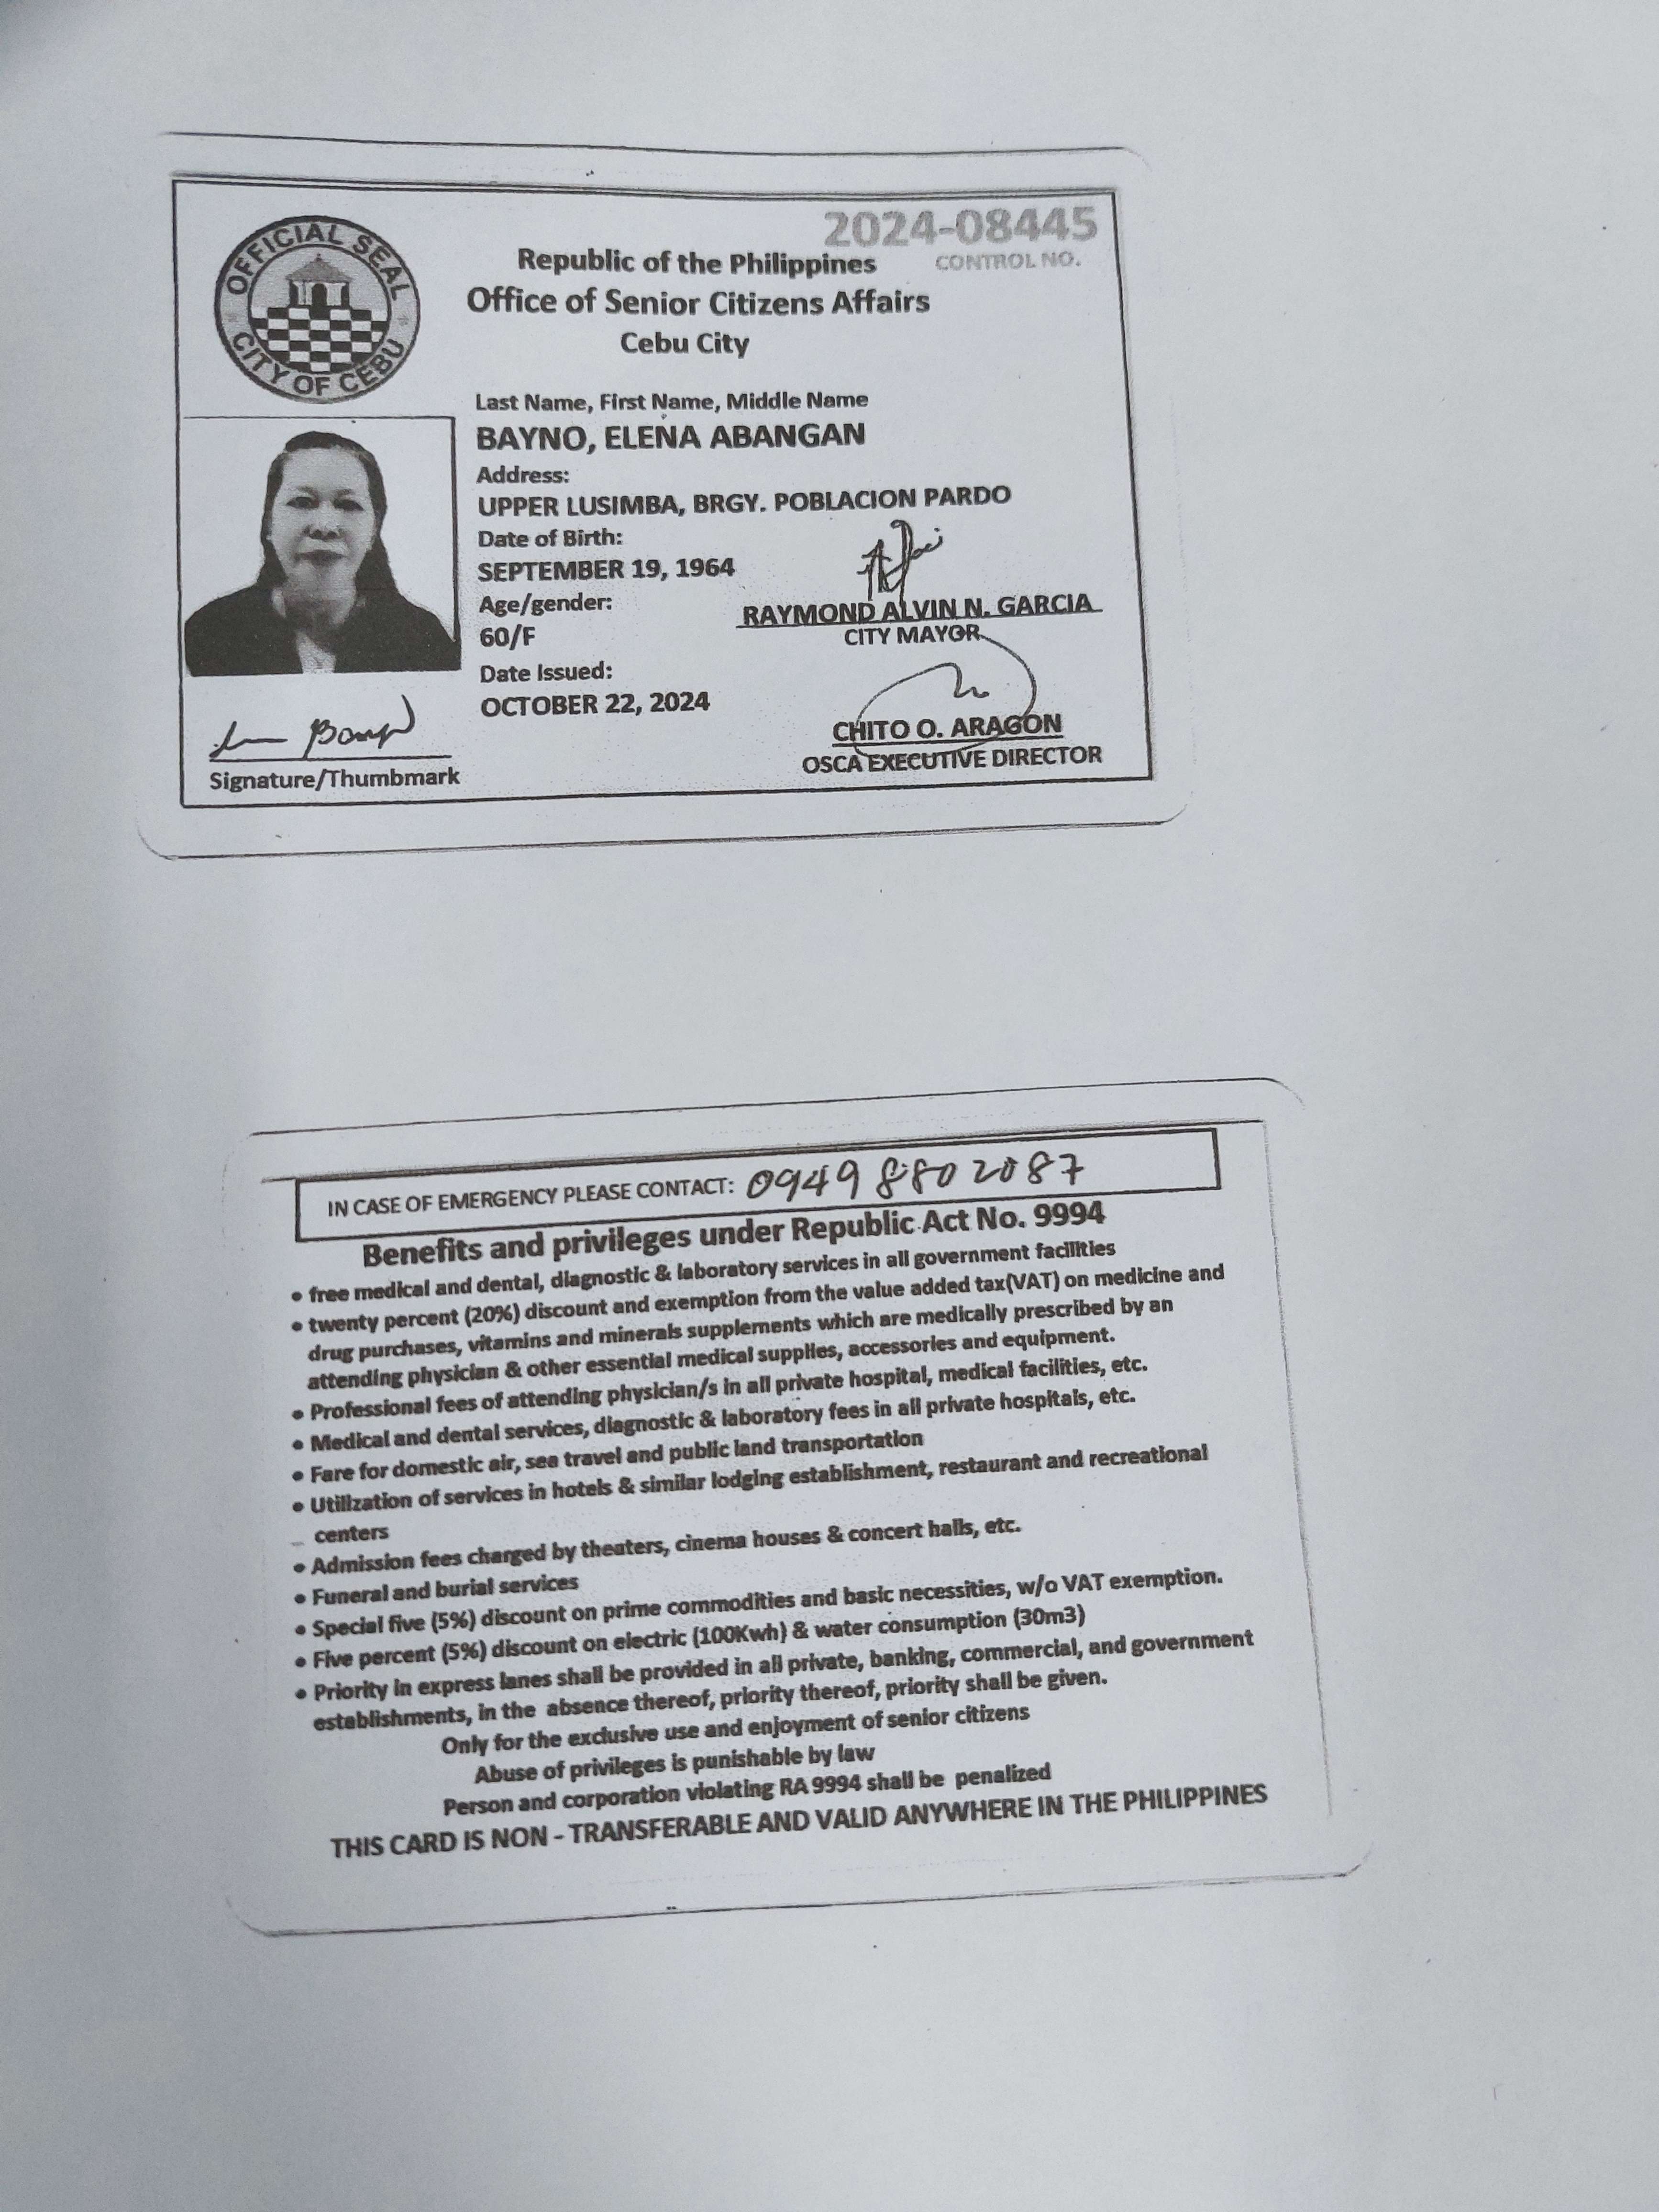 2024-08445
CONTROL NO.
OFFICIAL SEAL
CITY OF CEBU
Republic of the Philippines
Office of Senior Citizens Affairs
Cebu City
Last Name, First Name, Middle Name
BAYNO, ELENA ABANGAN
Address:
UPPER LUSIMBA, BRGY. POBLACION PARDO
Date of Birth:
SEPTEMBER 19, 1964
Age/gender:
60/F
RAYMOND ALVIN N. GARCIA
CITY MAYOR
Date Issued:
OCTOBER 22, 2024
CHITO O. ARAGON
OSCA EXECUTIVE DIRECTOR
Signature/Thumbmark
IN CASE OF EMERGENCY PLEASE CONTACT: 0949 880 2087
Benefits and privileges under Republic Act No. 9994
• free medical and dental, diagnostic & laboratory services in all government facilities
• twenty percent (20%) discount and exemption from the value added tax(VAT) on medicine and
drug purchases, vitamins and minerals supplements which are medically prescribed by an
attending physician & other essential medical supplies, accessories and equipment.
• Professional fees of attending physician/s in all private hospital, medical facilities, etc.
• Medical and dental services, diagnostic & laboratory fees in all private hospitals, etc.
• Fare for domestic air, sea travel and public land transportation
• Utilization of services in hotels & similar lodging establishment, restaurant and recreational
centers
• Admission fees charged by theaters, cinema houses & concert halls, etc.
• Funeral and burial services
• Special five (5%) discount on prime commodities and basic necessities, w/o VAT exemption.
• Five percent (5%) discount on electric (100Kwh) & water consumption (30m3)
• Priority in express lanes shall be provided in all private, banking, commercial, and government
establishments, in the absence thereof, priority thereof, priority shall be given.
Only for the exclusive use and enjoyment of senior citizens
Abuse of privileges is punishable by law
Person and corporation violating RA 9994 shall be penalized
THIS CARD IS NON - TRANSFERABLE AND VALID ANYWHERE IN THE PHILIPPINES